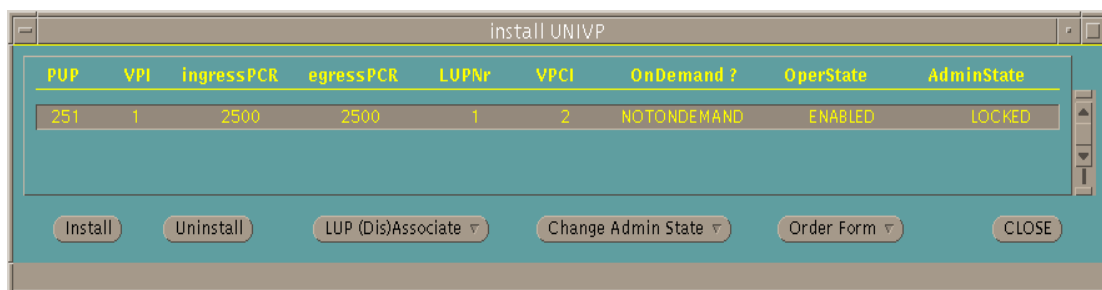 install UNIVP
PUP VPI ingressPCR egressPCR LUPNr VPCI OnDemand ? OperState AdminState
251 1 2500 2500 1 2 NOTONDEMAND ENABLED LOCKED
Install Uninstall LUP (Dis)Associate Change Admin State Order Form CLOSE